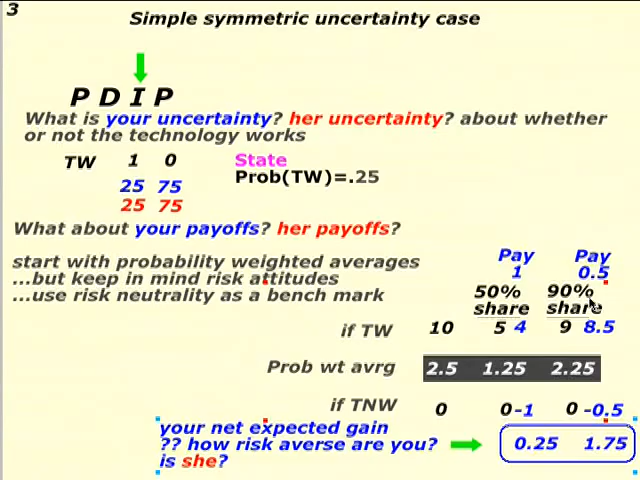 3
Simple symmetric uncertainty case
P D I P
What is your uncertainty? her uncertainty? about whether
or not the technology works
TW 1 0
25 75
25 75
State
Prob(TW)=.25
What about your payoffs? her payoffs?
start with probability weighted averages
...but keep in mind risk attitudes
...use risk neutrality as a bench mark
Pay Pay
1 0.5
50% 90%
share share
if TW 10 5 4 9 8.5
Prob wt avrg 2.5 1.25 2.25
if TNW 0 0 -1 0 -0.5
your net expected gain
?? how risk averse are you? 0.25 1.75
is she?